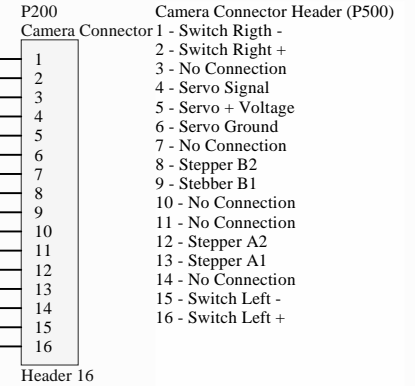 P200
Camera Connector
1
2
3
4
5
6
7
8
9
10
11
12
13
14
15
16
Header 16
Camera Connector Header (P500)
1 - Switch Rigth -
2 - Switch Right +
3 - No Connection
4 - Servo Signal
5 - Servo + Voltage
6 - Servo Ground
7 - No Connection
8 - Stepper B2
9 - Stebber B1
10 - No Connection
11 - No Connection
12 - Stepper A2
13 - Stepper A1
14 - No Connection
15 - Switch Left -
16 - Switch Left +